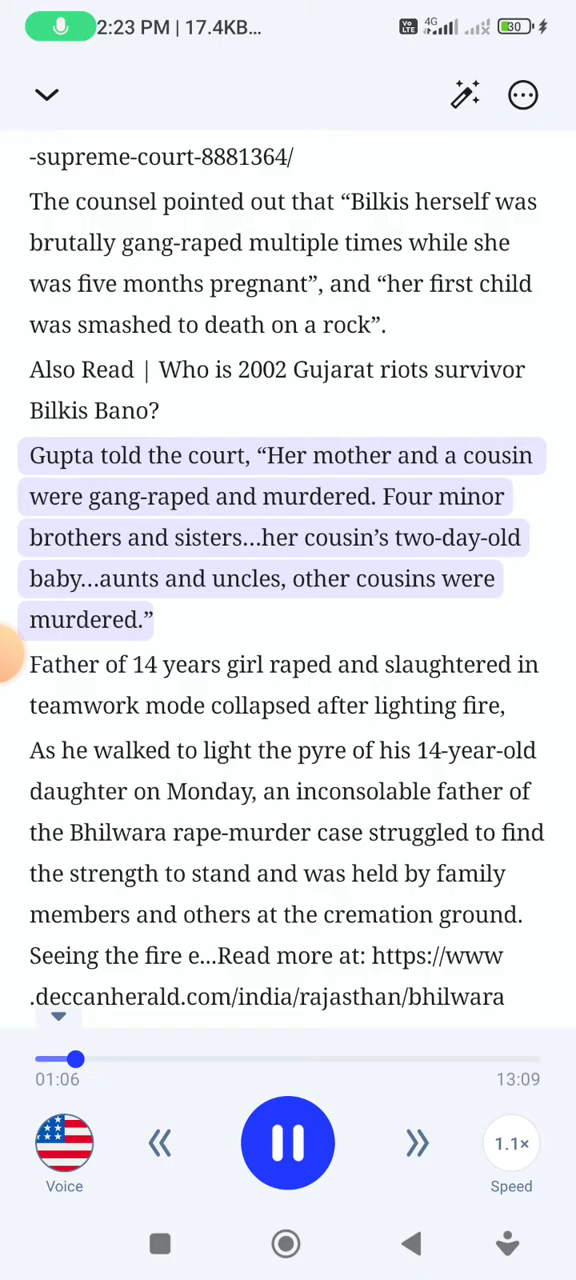 2:23 PM | 17.4KB...
Vo LTE 4G 30
-supreme-court-8881364/
The counsel pointed out that “Bilkis herself was
brutally gang-raped multiple times while she
was five months pregnant”, and “her first child
was smashed to death on a rock”.
Also Read | Who is 2002 Gujarat riots survivor
Bilkis Bano?
Gupta told the court, “Her mother and a cousin
were gang-raped and murdered. Four minor
brothers and sisters...her cousin’s two-day-old
baby...aunts and uncles, other cousins were
murdered.”
Father of 14 years girl raped and slaughtered in
teamwork mode collapsed after lighting fire,
As he walked to light the pyre of his 14-year-old
daughter on Monday, an inconsolable father of
the Bhilwara rape-murder case struggled to find
the strength to stand and was held by family
members and others at the cremation ground.
Seeing the fire e...Read more at: https://www
.deccanherald.com/india/rajasthan/bhilwara
01:06
13:09
1.1×
Voice
Speed